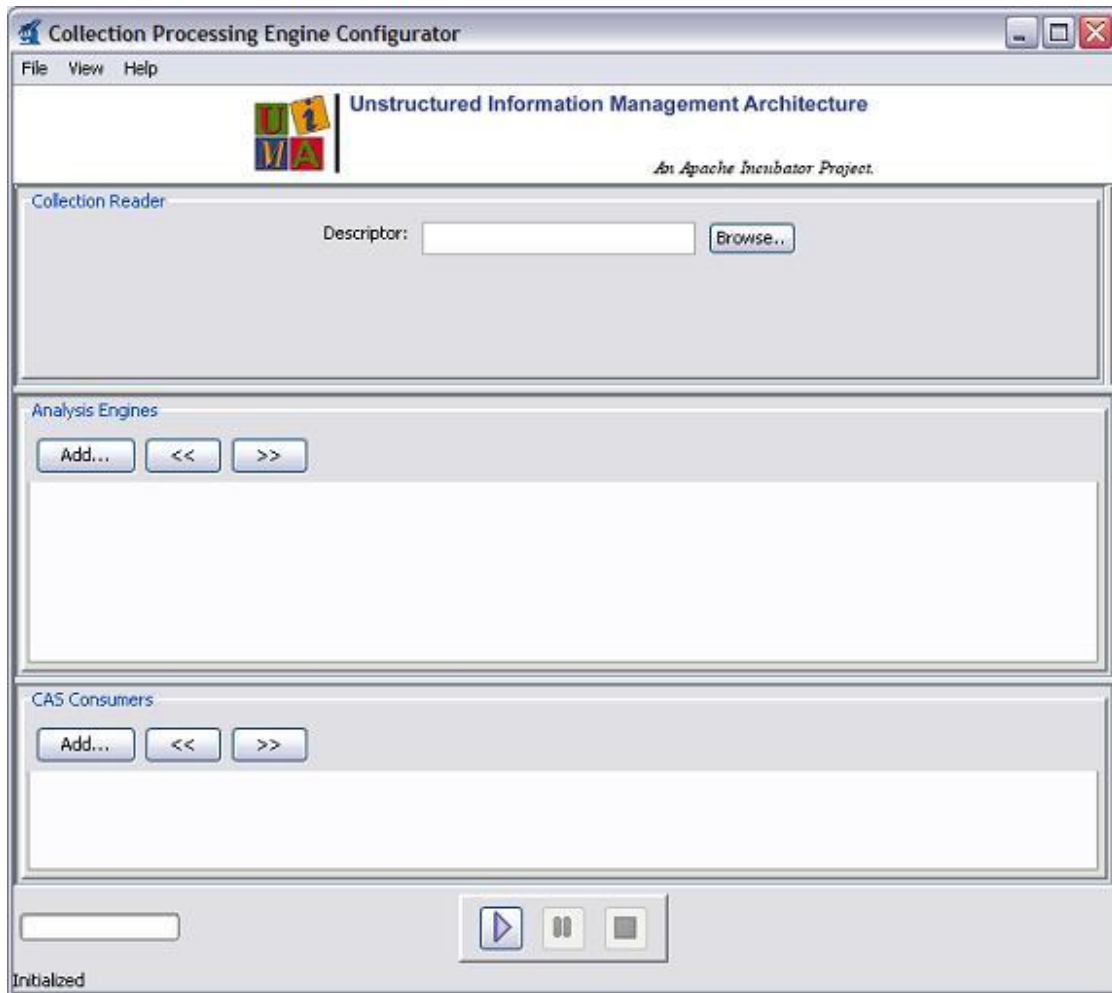 Collection Processing Engine Configurator
File View Help
UiMA
Unstructured Information Management Architecture
An Apache Incubator Project.
Collection Reader
Descriptor: Browse..
Analysis Engines
Add... << >>
CAS Consumers
Add... << >>
Initialized